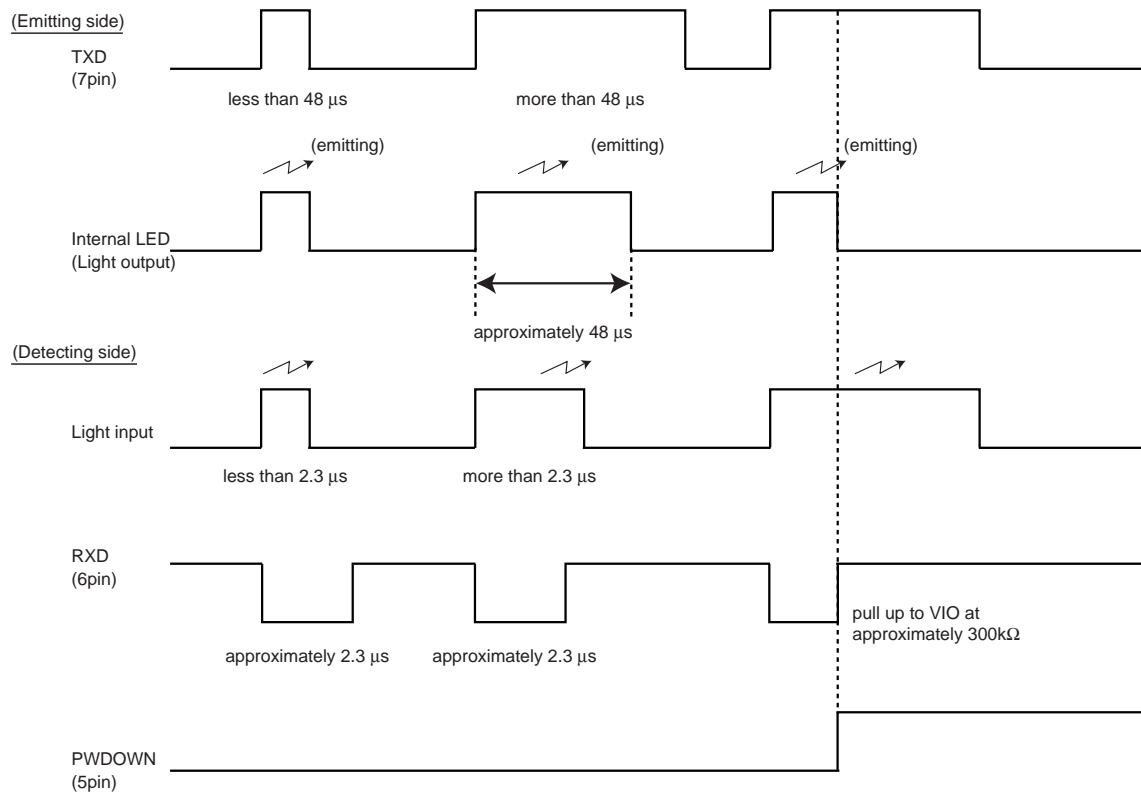 (Emitting side)
TXD
(7pin)
less than 48 μs
more than 48 μs
(emitting)
(emitting)
(emitting)
Internal LED
(Light output)
approximately 48 μs
(Detecting side)
Light input
less than 2.3 μs
more than 2.3 μs
RXD
(6pin)
pull up to VIO at
approximately 300kΩ
approximately 2.3 μs
approximately 2.3 μs
PWDOWN
(5pin)